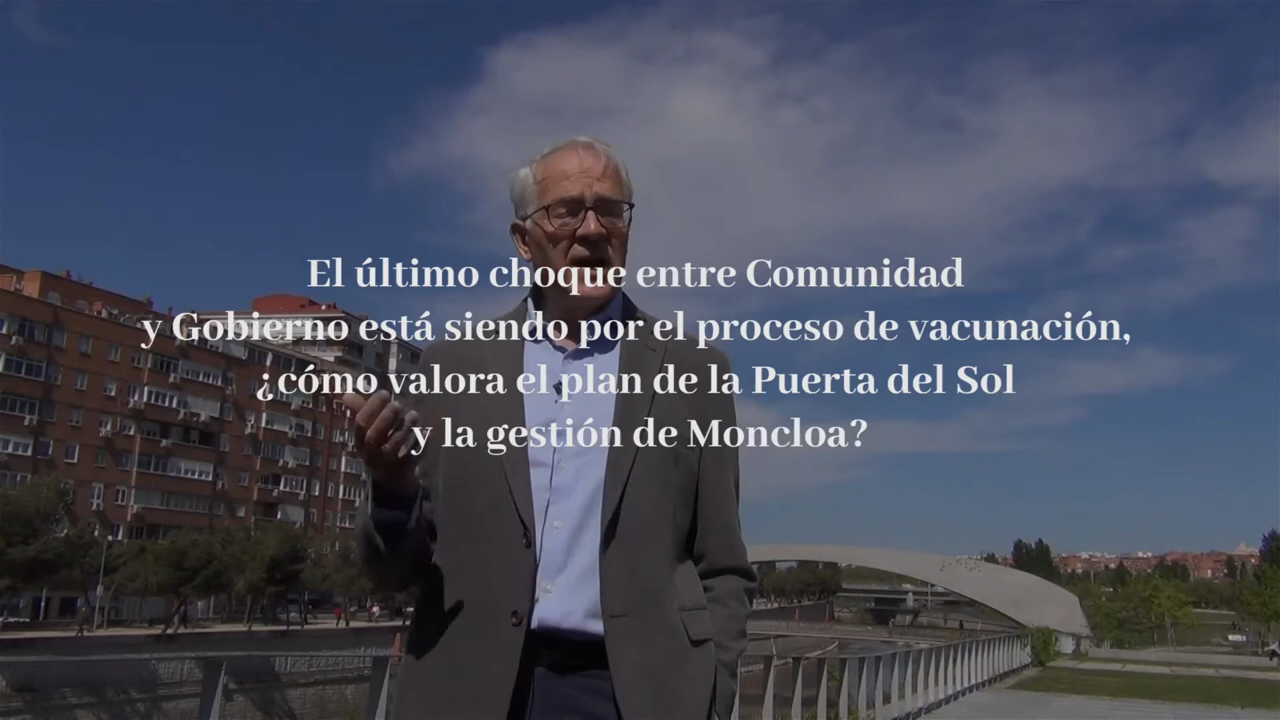 El último choque entre Comunidad
y Gobierno está siendo por el proceso de vacunación,
¿cómo valora el plan de la Puerta del Sol
y la gestión de Moncloa?